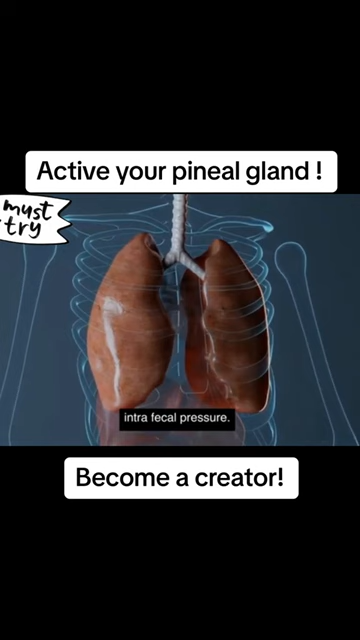 Active your pineal gland !
must
try
intra fecal pressure.
Become a creator!